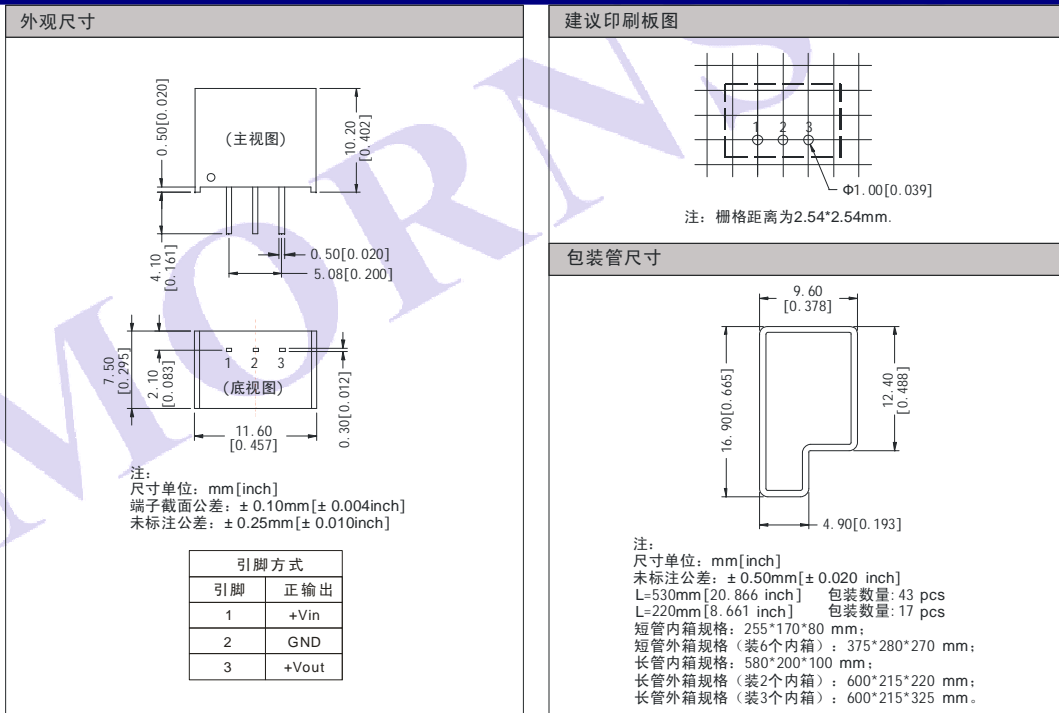 外观尺寸
0.50[0.020]
(主视图)
10.20
[0.402]
4.10
[0.161]
0.50[0.020]
5.08[0.200]
7.50
[0.295]
2.10
[0.083]
1 2 3
(底视图)
0.30[0.012]
11.60
[0.457]
注:
尺寸单位: mm[inch]
端子截面公差: ± 0.10mm[± 0.004inch]
未标注公差: ± 0.25mm[± 0.010inch]
引脚方式
引脚 正输出
1 +Vin
2 GND
3 +Vout
建议印刷板图
1 2 3
Φ1.00[0.039]
注: 栅格距离为2.54*2.54mm.
包装管尺寸
9.60
[0.378]
16.90[0.665]
12.40
[0.488]
4.90[0.193]
注:
尺寸单位: mm[inch]
未标注公差: ± 0.50mm[± 0.020 inch]
L=530mm[20.866 inch] 包装数量: 43 pcs
L=220mm[8.661 inch] 包装数量: 17 pcs
短管内箱规格: 255*170*80 mm;
短管外箱规格 (装6个内箱) : 375*280*270 mm;
长管内箱规格: 580*200*100 mm;
长管外箱规格 (装2个内箱) : 600*215*220 mm;
长管外箱规格 (装3个内箱) : 600*215*325 mm。
MORNS